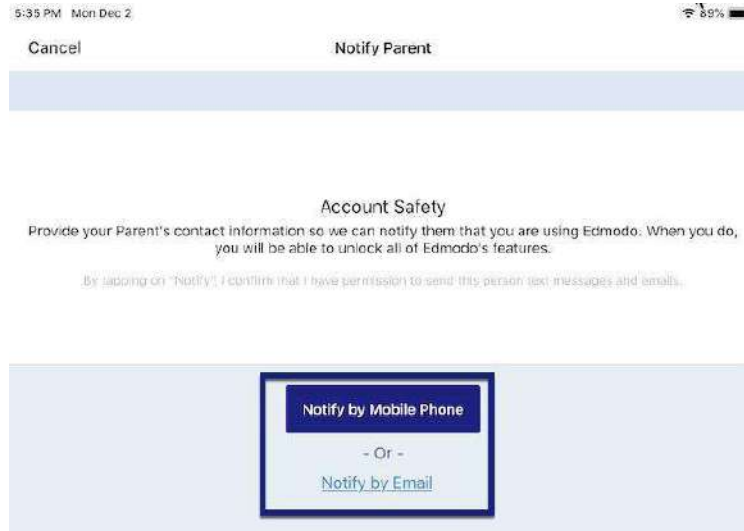 5:35 PM Mon Dec 2
89%
Cancel
Notify Parent
Account Safety
Provide your Parent's contact information so we can notify them that you are using Edmodo. When you do,
you will be able to unlock all of Edmodo's features.
By tapping on "Notify", I confirm that I have permission to send this person text messages and emails.
Notify by Mobile Phone
- Or -
Notify by Email